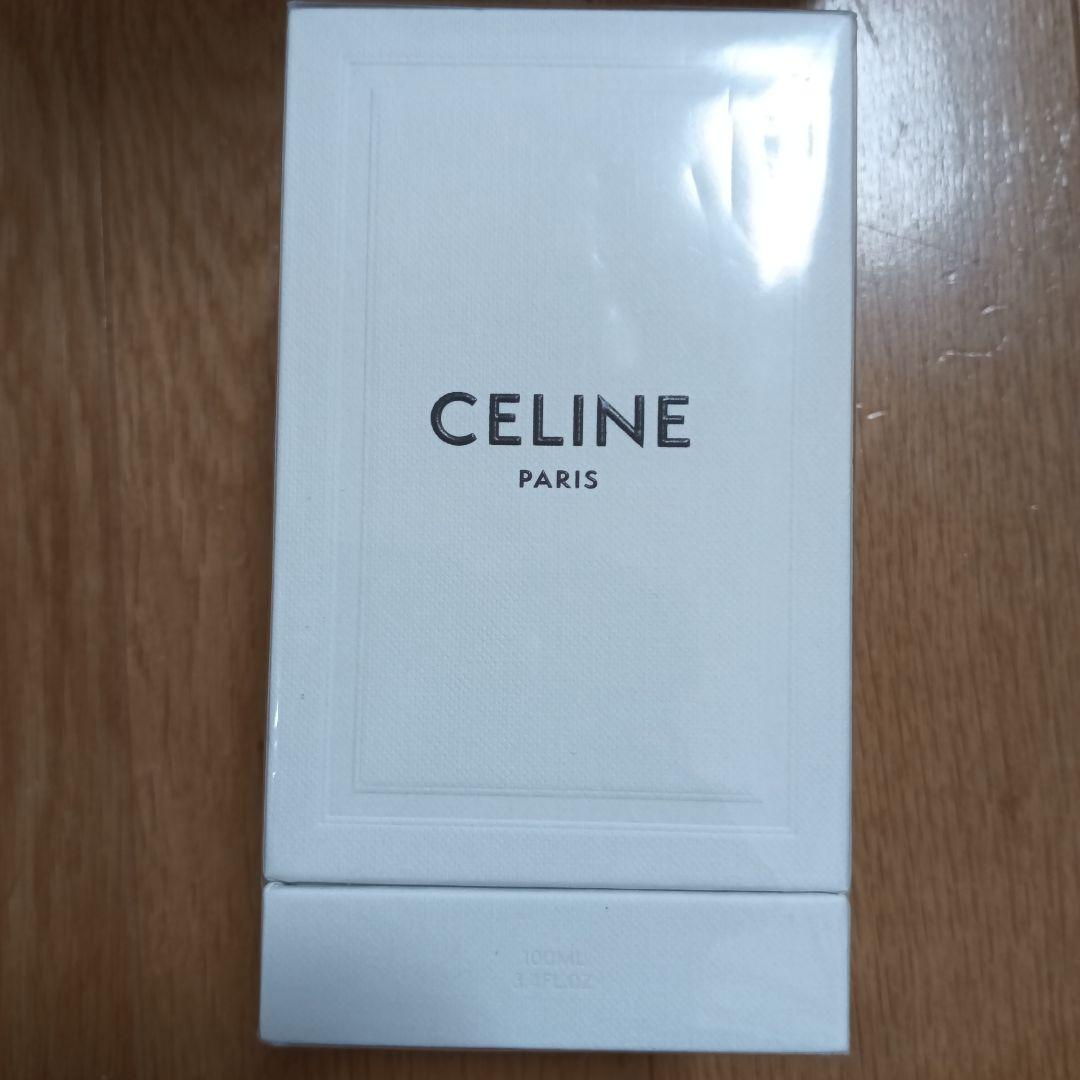 CELINE
PARIS
100ML
3.4FL.OZ